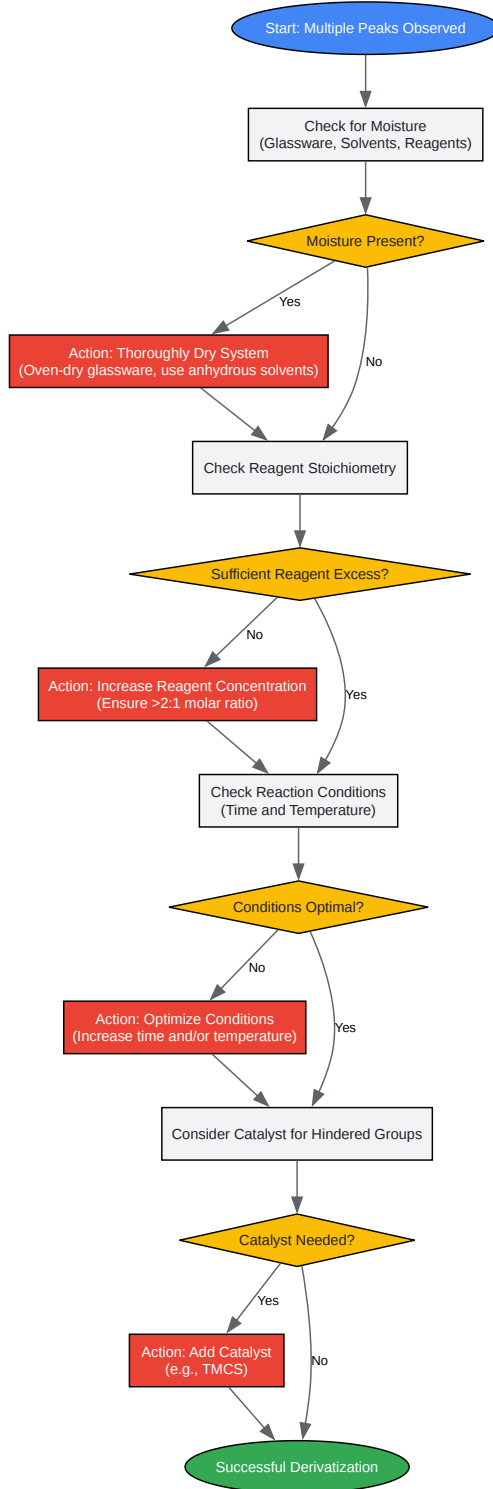 Start: Multiple Peaks Observed
Check for Moisture
(Glassware, Solvents, Reagents)
Moisture Present?
Yes
Action: Thoroughly Dry System
(Oven-dry glassware, use anhydrous solvents)
No
Check Reagent Stoichiometry
Sufficient Reagent Excess?
No
Action: Increase Reagent Concentration
(Ensure >2:1 molar ratio)
Yes
Check Reaction Conditions
(Time and Temperature)
Conditions Optimal?
No
Action: Optimize Conditions
(Increase time and/or temperature)
Yes
Consider Catalyst for Hindered Groups
Catalyst Needed?
Yes
Action: Add Catalyst
(e.g., TMCS)
No
Successful Derivatization